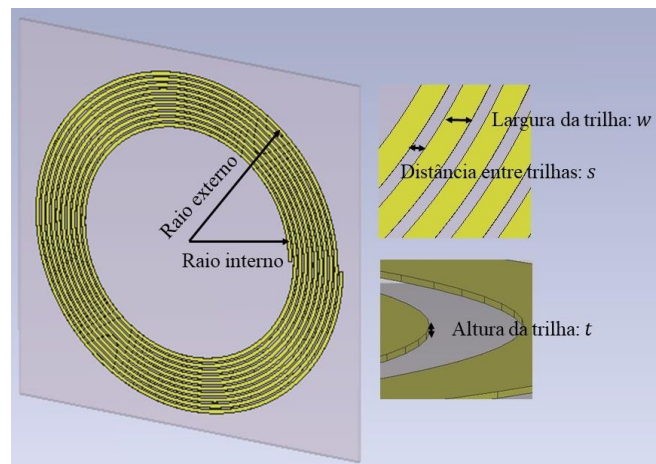 Raio externo
Raio interno
Largura da trilha: w
Distância entre trilhas: s
Altura da trilha: t